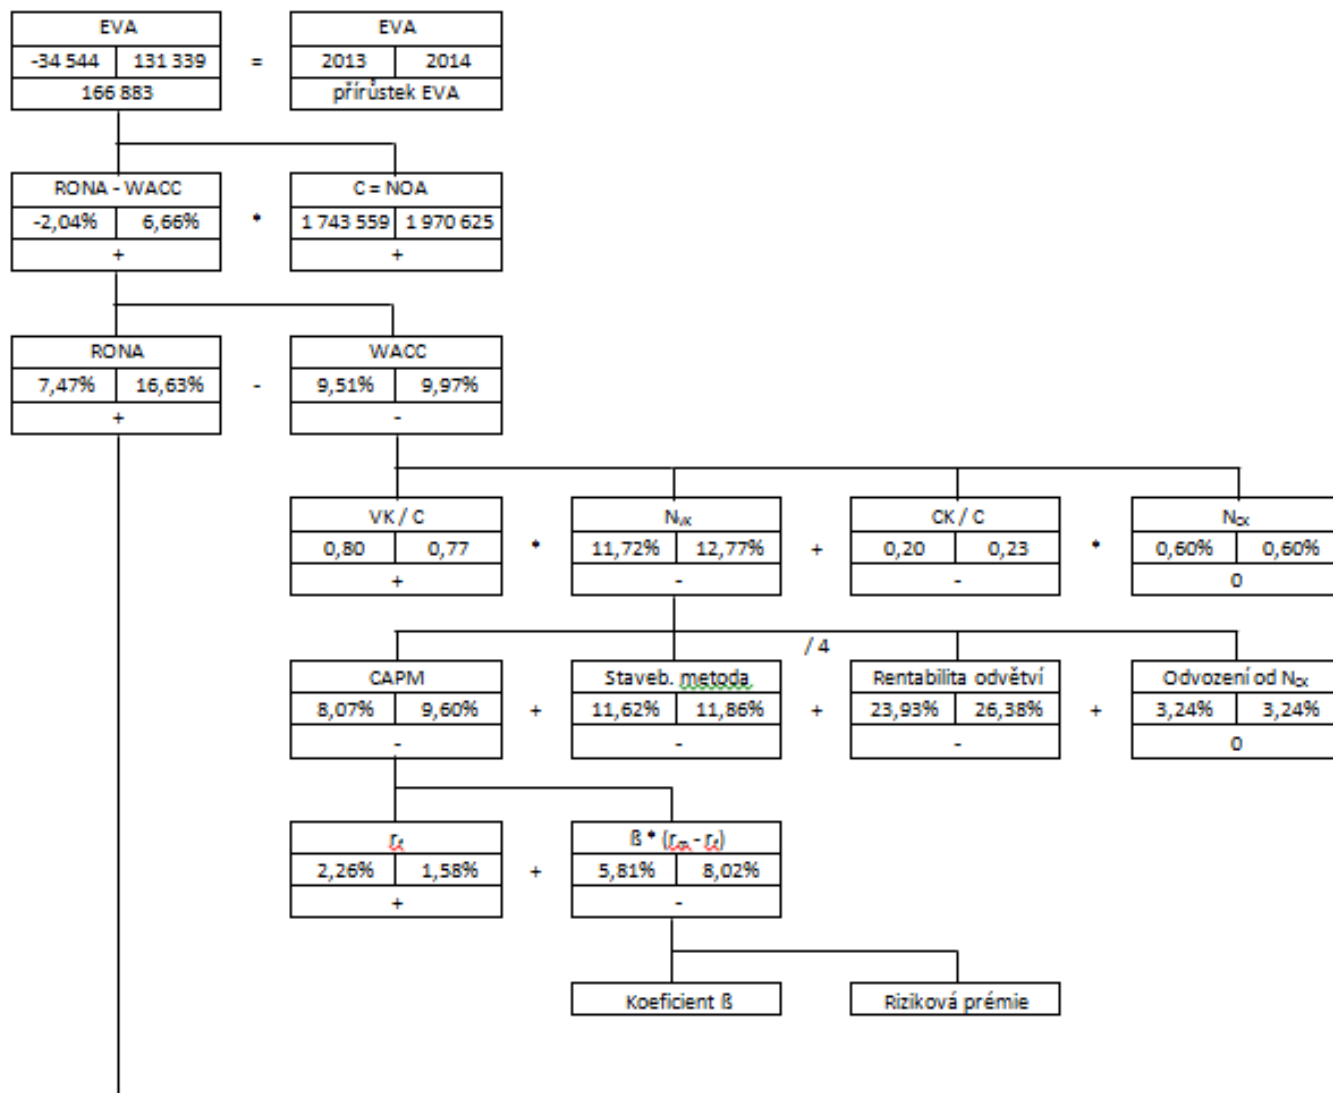 EVA EVA
-34 544 131 339 = 2013 2014
166 883 přírůstek EVA
RONA - WACC C = NOA
-2,04% 6,66% * 1 743 559 1 970 625
+ +
RONA WACC
7,47% 16,63% - 9,51% 9,97%
+ -
VK / C NVK CK / C NCK
0,80 0,77 * 11,72% 12,77% + 0,20 0,23 * 0,60% 0,60%
+ - - 0
/ 4
CAPM Staveb. metoda Rentabilita odvětví Odvození od NCK
8,07% 9,60% + 11,62% 11,86% + 23,93% 26,38% + 3,24% 3,24%
- - - 0
rf ß * (rm - rf)
2,26% 1,58% + 5,81% 8,02%
+ -
Koeficient ß Riziková prémie